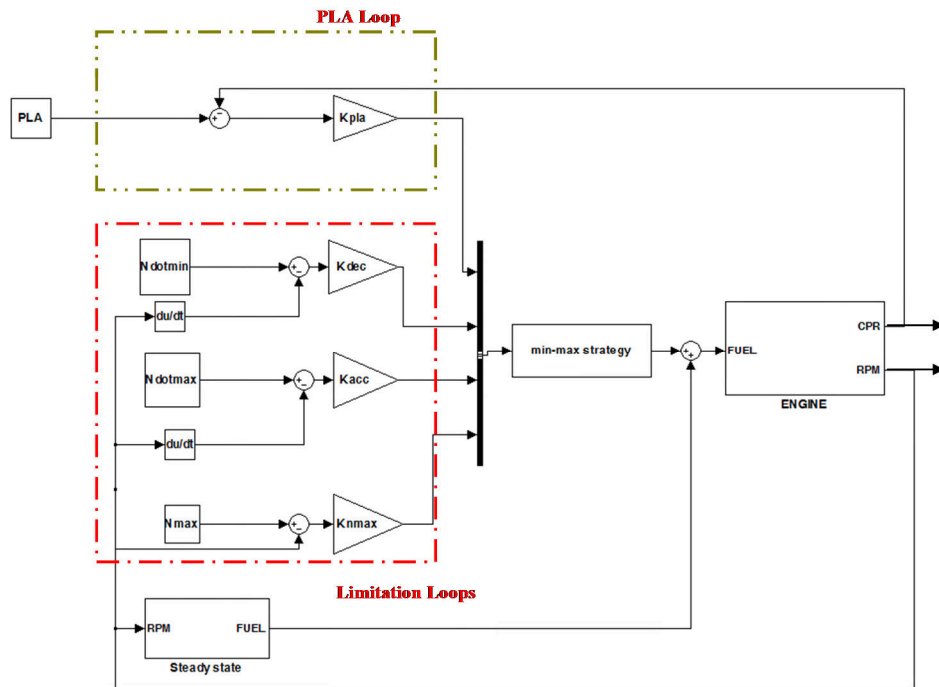 PLA Loop
PLA
+
−
Kpla
Ndotmin
+
−
Kdec
du/dt
Ndotmax
+
−
Kacc
du/dt
Nmax
+
−
Knmax
min-max strategy
+
+
FUEL
CPR
RPM
ENGINE
Limitation Loops
RPM
FUEL
Steady state